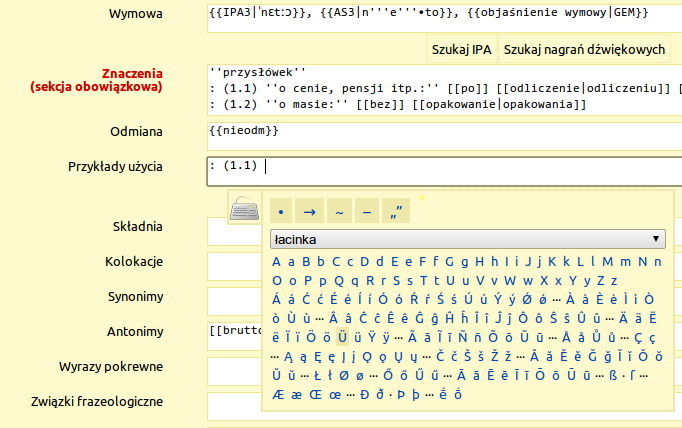 Wymowa {{IPA3|ˈnɛtːɔ}}, {{AS3|n'''e'''•to}}, {{objaśnienie wymowy|GEM}}
Szukaj IPA Szukaj nagrań dźwiękowych
Znaczenia
(sekcja obowiązkowa)
''przysłówek''
: (1.1) ''o cenie, pensji itp.:'' [[po]] [[odliczenie|odliczeniu]] [
: (1.2) ''o masie:'' [[bez]] [[opakowanie|opakowania]]
Odmiana {{nieodm}}
Przykłady użycia : (1.1)
• → ~ – „”
Składnia
łacinka
Kolokacje
A a B b C c D d E e F f G g H h I i J j K k L l M m N n
O o P p Q q R r S s T t U u V v W w X x Y y Z z
Synonimy
Á á Ć ć É é Í í Ó ó Ŕ ŕ Ś ś Ú ú Ý ý Ǿ ǿ ··· À à È è Ì ì Ò
ò Ù ù ··· Â â Ĉ ĉ Ê ê Ĝ ĝ Ĥ ĥ Î î Ĵ ĵ Ô ô Ŝ ŝ Û û ··· Ä ä Ë
Antonimy [[brutto
ë Ï ï Ö ö Ü ü Ÿ ÿ ··· Ã ã Ĩ ĩ Ñ ñ Õ õ Ũ ũ ··· Å å Ů ů ··· Ç ç
··· Ą ą Ę ę Į į Ǫ ǫ Ų ų ··· Č č Š š Ž ž ··· Ă ă Ĕ ĕ Ğ ğ Ĭ ĭ Ŏ ŏ
Wyrazy pokrewne
Ŭ ŭ ··· Ł ł Ø ø ··· Ő ő Ű ű ··· Ā ā Ē ē Ī ī Ō ō Ū ū ··· ß · ſ ···
Æ æ Œ œ ··· Ð ð · Þ þ ··· ế ố
Związki frazeologiczne